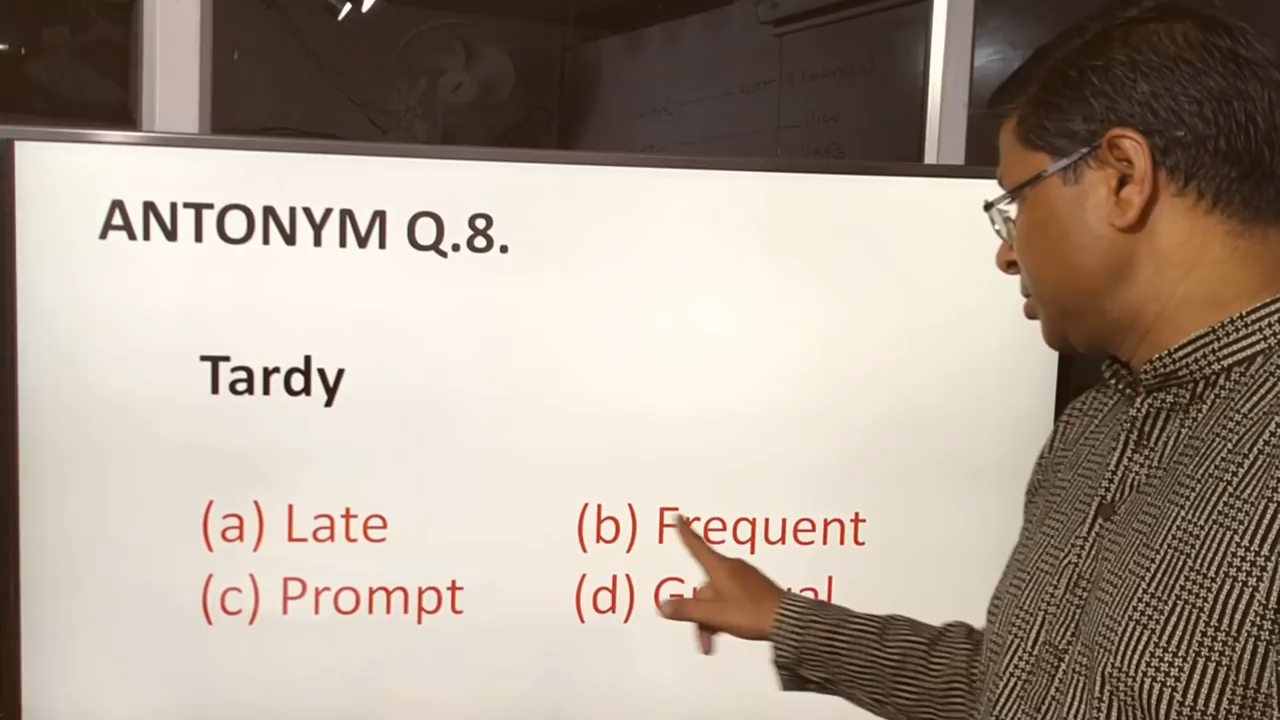 ANTONYM Q.8.
Tardy
(a) Late (b) Frequent
(c) Prompt (d)